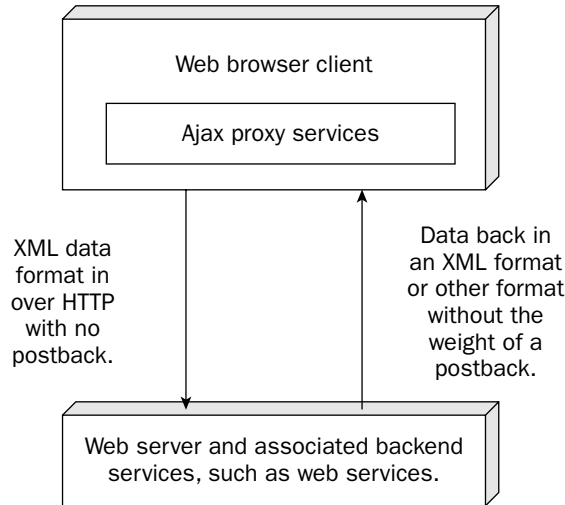 Web browser client
Ajax proxy services
XML data
format in
over HTTP
with no
postback.
Data back in
an XML format
or other format
without the
weight of a
postback.
Web server and associated backend
services, such as web services.